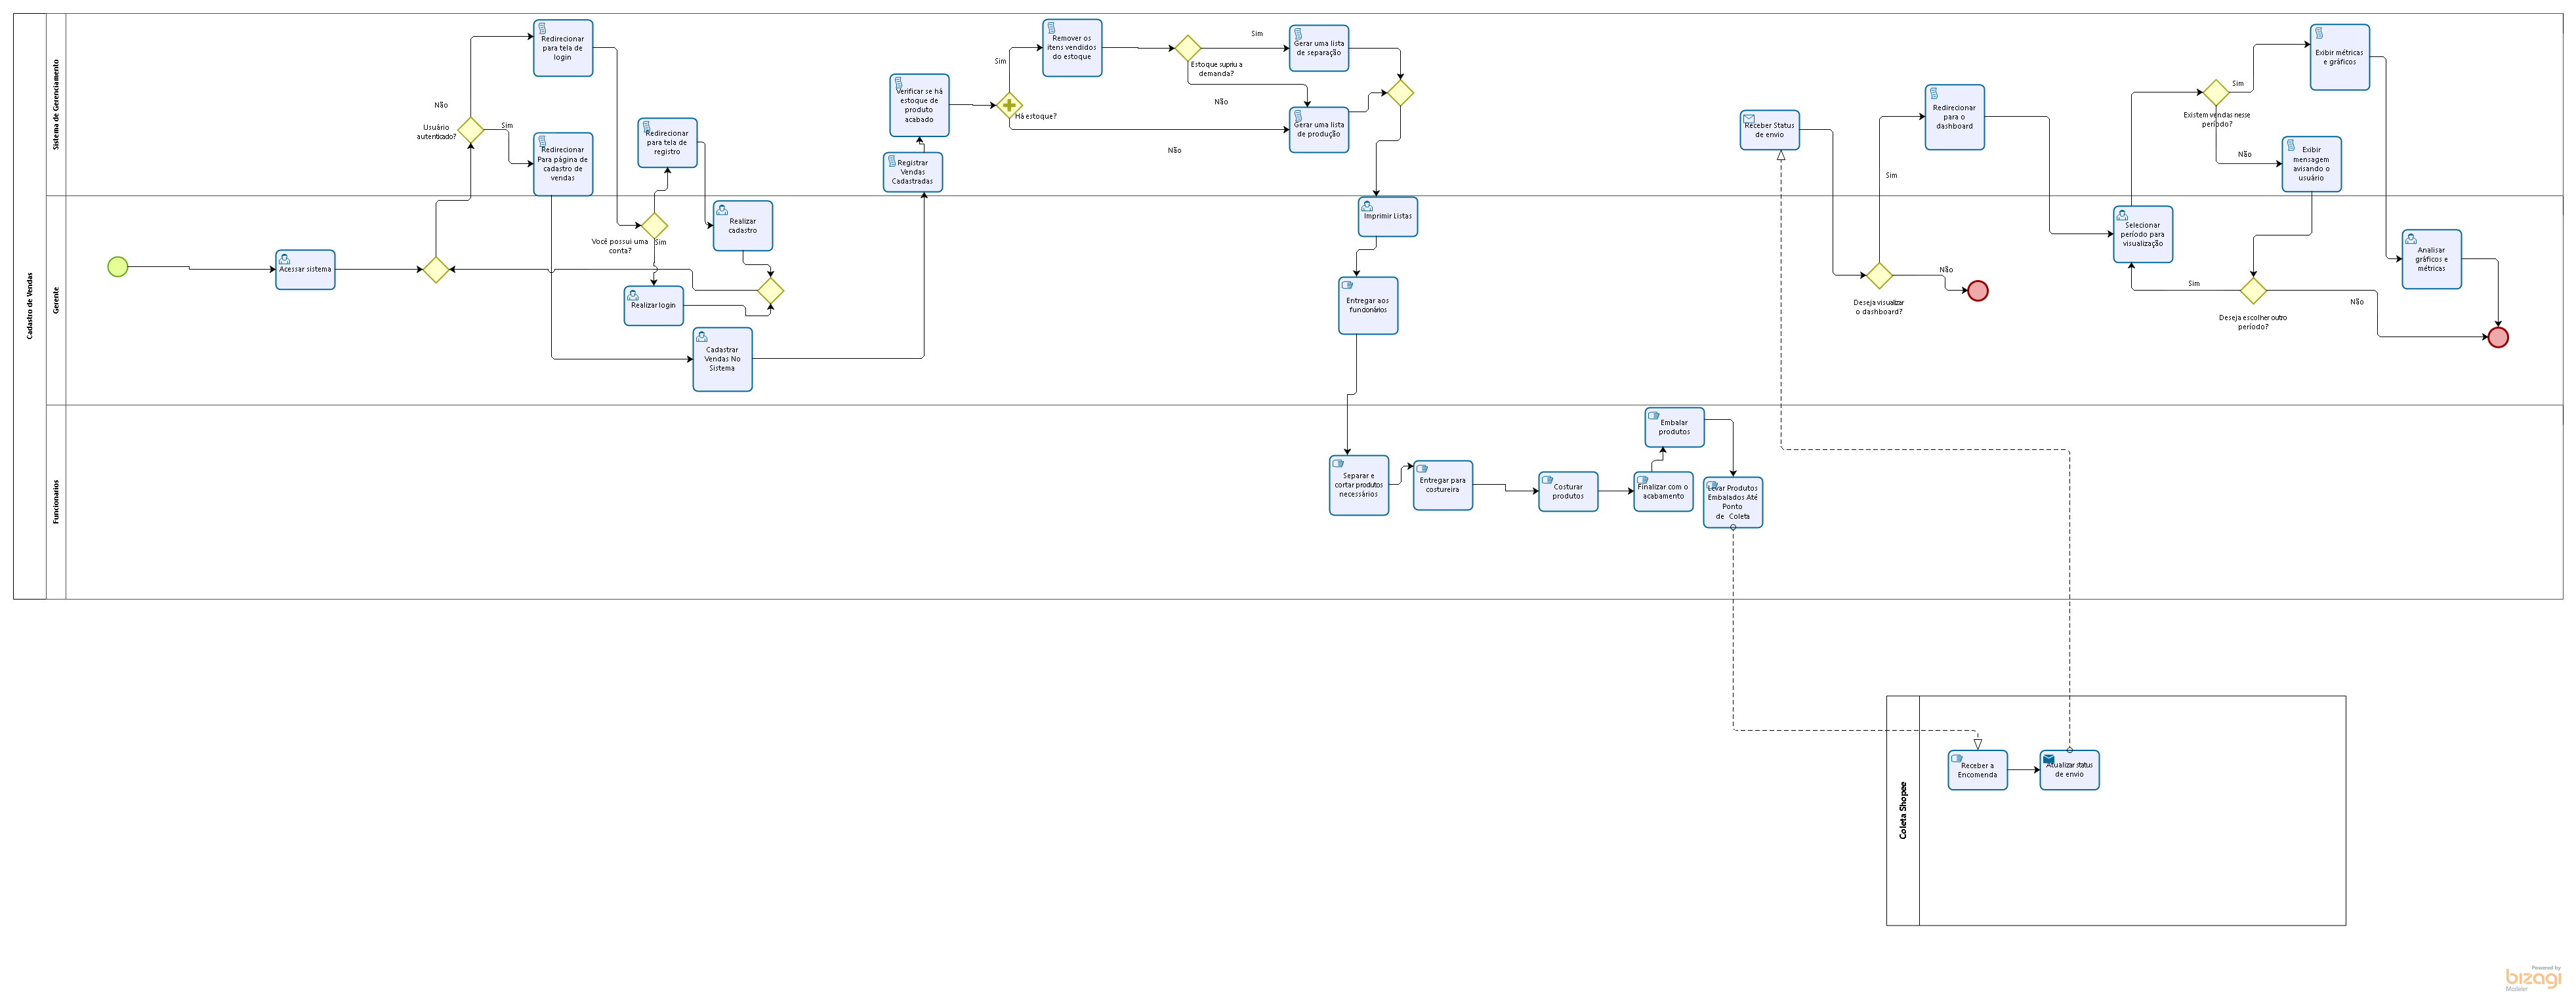 Cadastro de Vendas
Sistema de Gerenciamento
Gerente
Funcionarios
Acessar sistema
Usuário
autenticado?
Não
Sim
Redirecionar
para tela de
login
Redirecionar
Para página de
cadastro de
vendas
Você possui uma
conta?
Sim
Redirecionar
para tela de
registro
Realizar
cadastro
Realizar login
Cadastrar
Vendas No
Sistema
Registrar
Vendas
Cadastradas
Verificar se há
estoque de
produto
acabado
Há estoque?
Sim
Não
Remover os
itens vendidos
do estoque
Estoque supriu a
demanda?
Sim
Não
Gerar uma lista
de separação
Gerar uma lista
de produção
Imprimir Listas
Entregar aos
fundonários
Separar e
cortar produtos
necessários
Entregar para
costureira
Costurar
produtos
Finalizar com o
acabamento
Embalar
produtos
Levar Produtos
Embalados Até
Ponto
de Coleta
Receber Status
de envio
Deseja visualizar
o dashboard?
Sim
Não
Redirecionar
para o
dashboard
Selecionar
período para
visualização
Existem vendas nesse
período?
Sim
Não
Exibir métricas
e gráficos
Exibir
mensagem
avisando o
usuário
Deseja escolher outro
período?
Sim
Não
Analisar
gráficos e
métricas
Coleta Shopee
Receber a
Encomenda
Atualizar status
de envio
Powered by
bizagi
Modeler